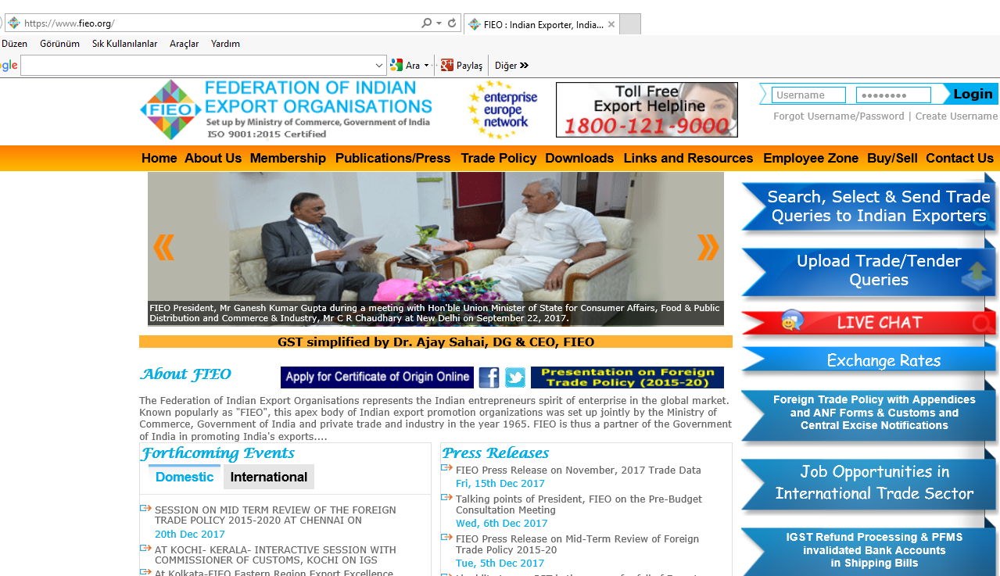 https://www.fieo.org/
FIEO : Indian Exporter, India...
Düzen Görünüm Sık Kullanılanlar Araçlar Yardım
gle Ara Paylaş Diğer
FIEO
FEDERATION OF INDIAN
EXPORT ORGANISATIONS
Set up by Ministry of Commerce, Government of India
ISO 9001:2015 Certified
enterprise
europe
network
Toll Free
Export Helpline
1800-121-9000
Username •••••••• Login
Forgot Username/Password | Create Username
Home About Us Membership Publications/Press Trade Policy Downloads Links and Resources Employee Zone Buy/Sell Contact Us
FIEO President, Mr Ganesh Kumar Gupta during a meeting with Hon'ble Union Minister of State for Consumer Affairs, Food & Public
Distribution and Commerce & Industry, Mr C R Chaudhary at New Delhi on September 22, 2017.
GST simplified by Dr. Ajay Sahai, DG & CEO, FIEO
About FIEO
Apply for Certificate of Origin Online
Presentation on Foreign
Trade Policy (2015-20)
The Federation of Indian Export Organisations represents the Indian entrepreneurs spirit of enterprise in the global market.
Known popularly as "FIEO", this apex body of Indian export promotion organizations was set up jointly by the Ministry of
Commerce, Government of India and private trade and industry in the year 1965. FIEO is thus a partner of the Government
of India in promoting India's exports....
Forthcoming Events
Domestic International
SESSION ON MID TERM REVIEW OF THE FOREIGN
TRADE POLICY 2015-2020 AT CHENNAI ON
20th Dec 2017
AT KOCHI- KERALA- INTERACTIVE SESSION WITH
COMMISSIONER OF CUSTOMS, KOCHI ON IGS
At Kolkata-FIEO Eastern Region Export Excellence
Press Releases
FIEO Press Release on November, 2017 Trade Data
Fri, 15th Dec 2017
Talking points of President, FIEO on the Pre-Budget
Consultation Meeting
Wed, 6th Dec 2017
FIEO Press Release on Mid-Term Review of Foreign
Trade Policy 2015-20
Tue, 5th Dec 2017
Search, Select & Send Trade
Queries to Indian Exporters
Upload Trade/Tender
Queries
LIVE CHAT
Exchange Rates
Foreign Trade Policy with Appendices
and ANF Forms & Customs and
Central Excise Notifications
Job Opportunities in
International Trade Sector
IGST Refund Processing & PFMS
invalidated Bank Accounts
in Shipping Bills